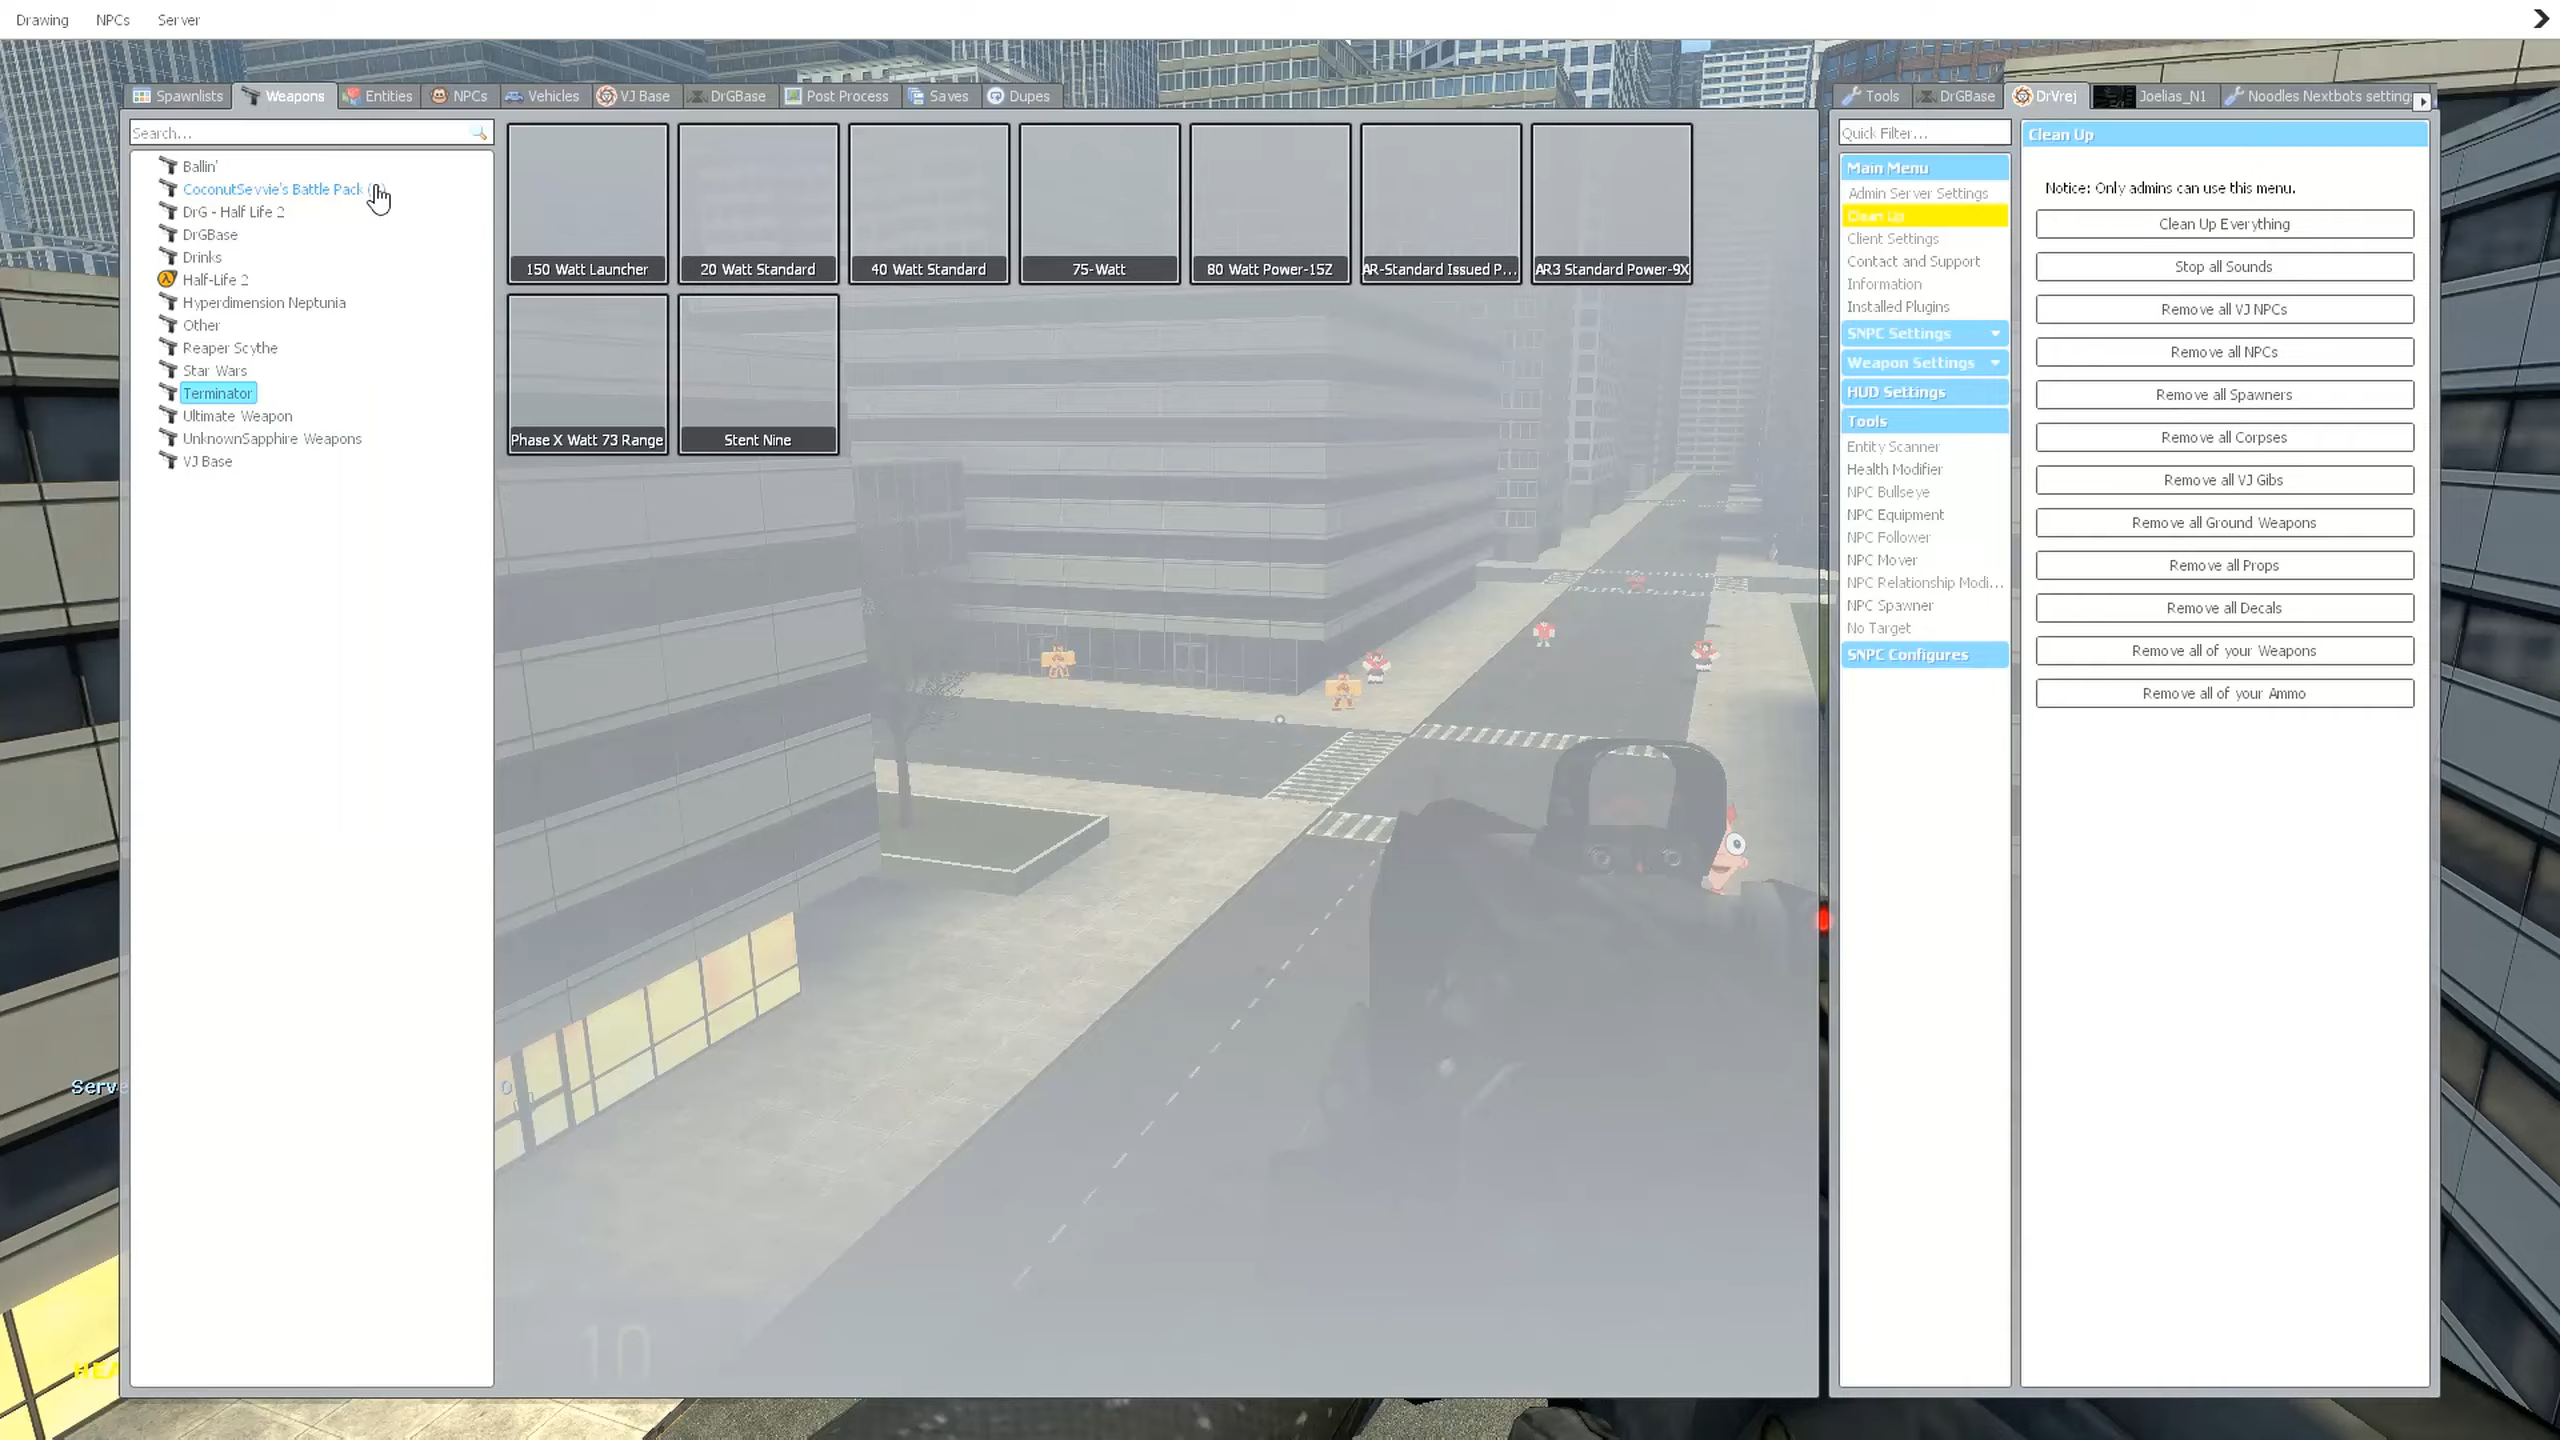 Drawing NPCs Server
Spawnlists Weapons Entities NPCs Vehicles VJ Base DrGBase Post Process Saves Dupes
Search...
Ballin'
CoconutSevvie's Battle Pack
DrG - Half Life 2
DrGBase
Drinks
Half-Life 2
Hyperdimension Neptunia
Other
Reaper Scythe
Star Wars
Terminator
Ultimate Weapon
UnknownSapphire Weapons
VJ Base
150 Watt Launcher
20 Watt Standard
40 Watt Standard
75-Watt
80 Watt Power-15Z
AR-Standard Issued P...
AR3 Standard Power-9X
Phase X Watt 73 Range
Stent Nine
Serve
0
10
HEA
Tools DrGBase DrVrej Joelias_N1 Noodles Nextbots setting
Quick Filter...
Main Menu
Admin Server Settings
Clean Up
Client Settings
Contact and Support
Information
Installed Plugins
SNPC Settings
Weapon Settings
HUD Settings
Tools
Entity Scanner
Health Modifier
NPC Bullseye
NPC Equipment
NPC Follower
NPC Mover
NPC Relationship Modi...
NPC Spawner
No Target
SNPC Configures
Clean Up
Notice: Only admins can use this menu.
Clean Up Everything
Stop all Sounds
Remove all VJ NPCs
Remove all NPCs
Remove all Spawners
Remove all Corpses
Remove all VJ Gibs
Remove all Ground Weapons
Remove all Props
Remove all Decals
Remove all of your Weapons
Remove all of your Ammo